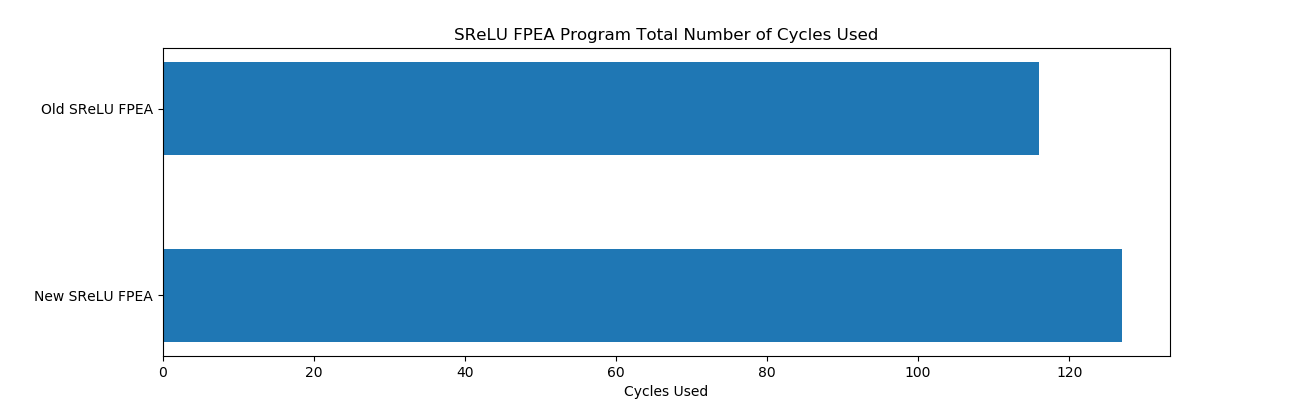 SReLU FPEA Program Total Number of Cycles Used
Old SReLU FPEA
New SReLU FPEA
0 20 40 60 80 100 120
Cycles Used